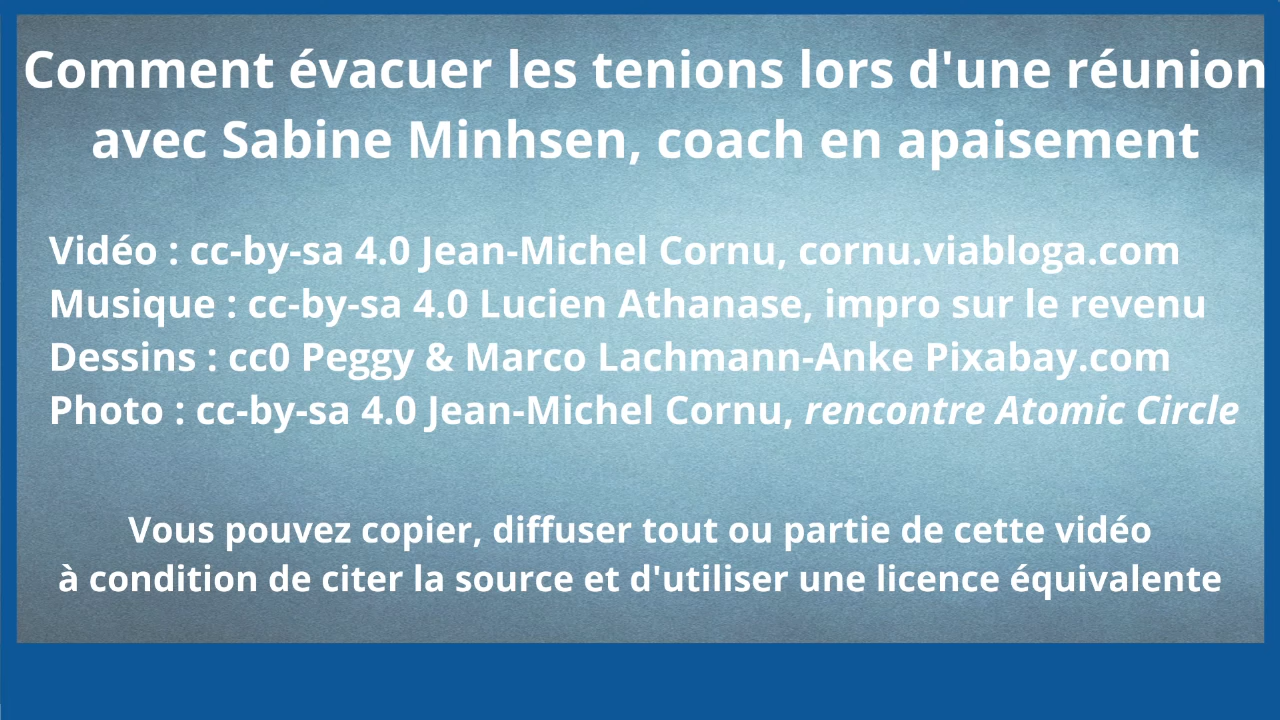 Comment évacuer les tenions lors d'une réunion
avec Sabine Minhsen, coach en apaisement
Vidéo : cc-by-sa 4.0 Jean-Michel Cornu, cornu.viabloga.com
Musique : cc-by-sa 4.0 Lucien Athanase, impro sur le revenu
Dessins : cc0 Peggy & Marco Lachmann-Anke Pixabay.com
Photo : cc-by-sa 4.0 Jean-Michel Cornu, rencontre Atomic Circle
Vous pouvez copier, diffuser tout ou partie de cette vidéo
à condition de citer la source et d'utiliser une licence équivalente